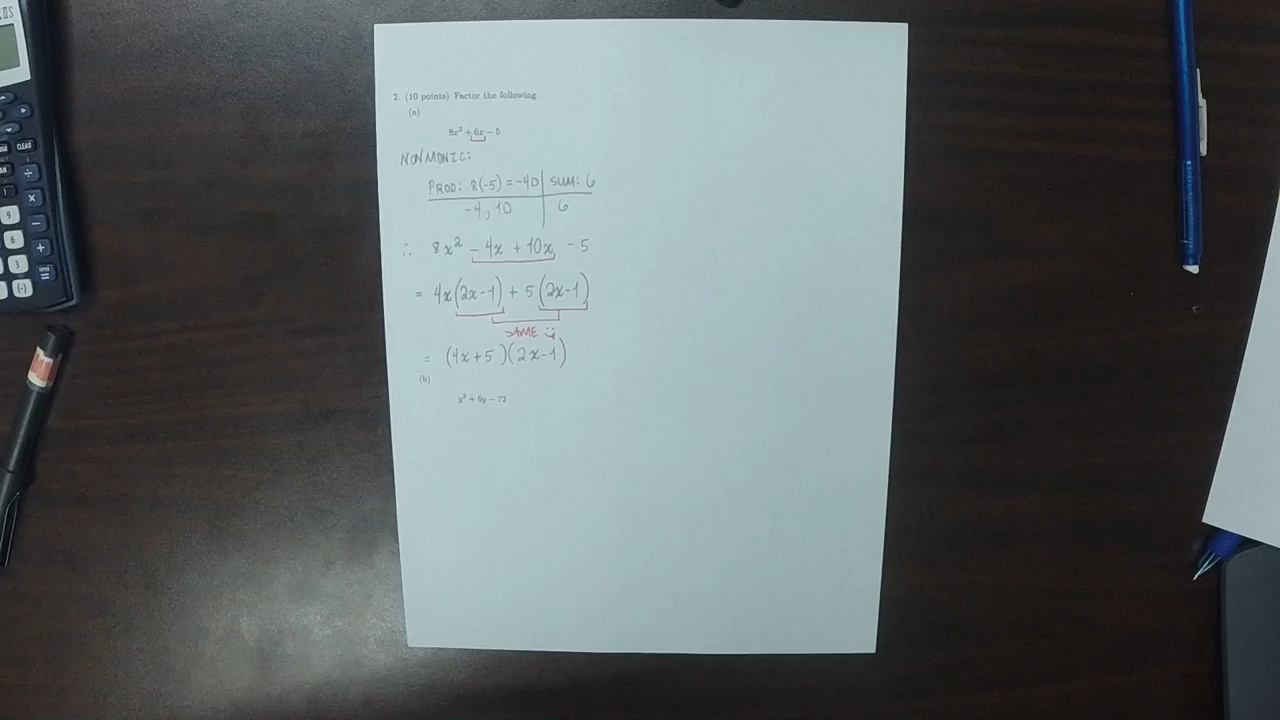 2. (10 points) Factor the following.
(a)
8x² + 6x − 5
NONMONIC:
PROD: 8(-5) = -40 | SUM: 6
-4, 10 | 6
∴ 8x² - 4x + 10x - 5
= 4x(2x-1) + 5(2x-1)
SAME :)
= (4x+5)(2x-1)
(b)
y² + 6y − 72
CLEAR